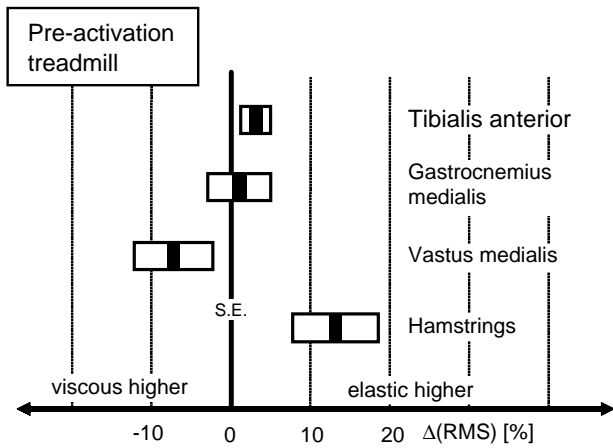 Pre-activation
treadmill
Tibialis anterior
Gastrocnemius
medialis
Vastus medialis
S.E.
Hamstrings
viscous higher
elastic higher
-10 0 10 20 Δ(RMS) [%]